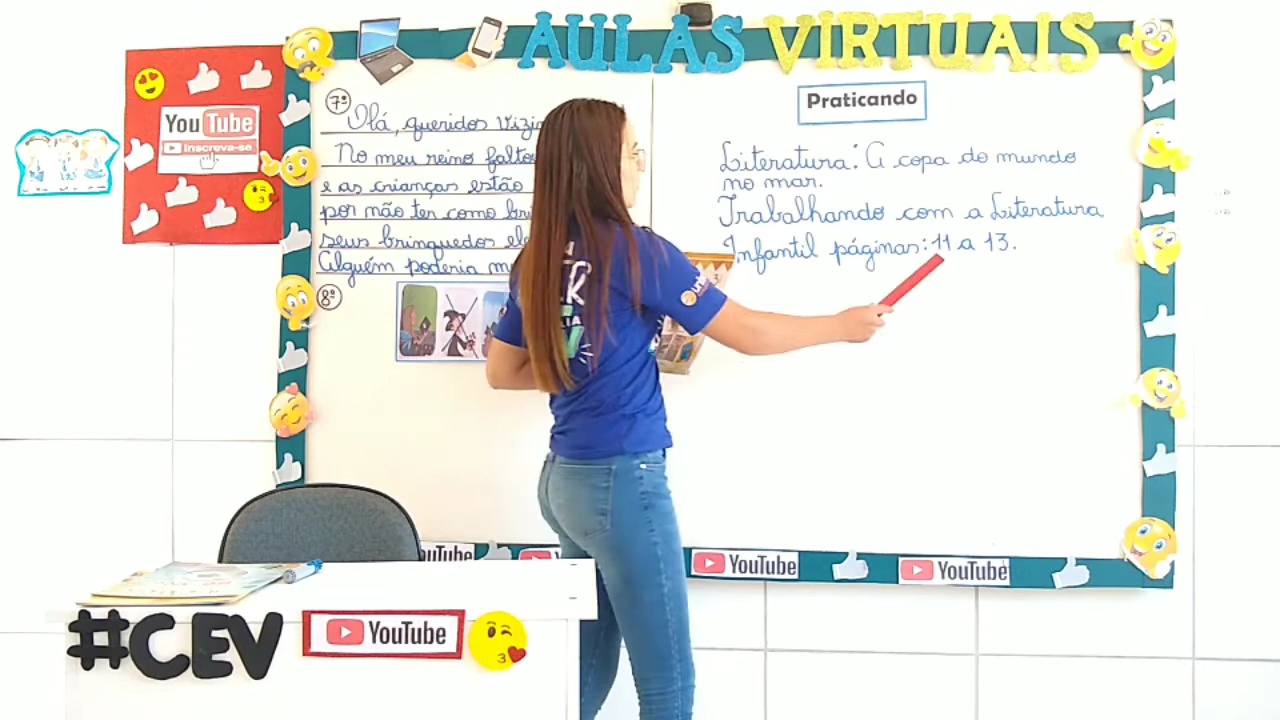 AULAS VIRTUAIS
YouTube
Inscreva-se
7º
Olá, queridos
No meu reino
e as crianças estão
por não ter como
seus brinquedos
Alguém poderia
8º
Praticando
Literatura: A copa do mundo
no mar.
Trabalhando com a Literatura
Infantil páginas: 11 a 13.
YouTube
YouTube
#CEV
YouTube